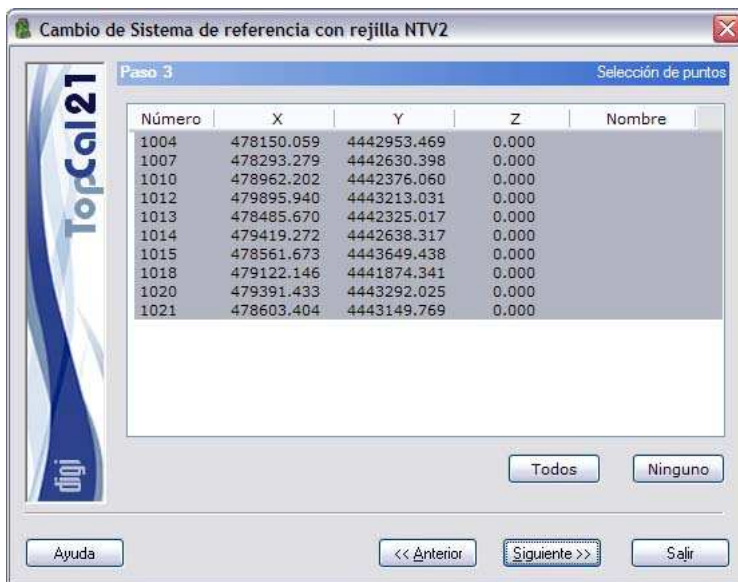 Cambio de Sistema de referencia con rejilla NTV2
TopCal21
digi
Paso 3 Selección de puntos
Número X Y Z Nombre
1004 478150.059 4442953.469 0.000
1007 478293.279 4442630.398 0.000
1010 478962.202 4442376.060 0.000
1012 479895.940 4443213.031 0.000
1013 478485.670 4442325.017 0.000
1014 479419.272 4442638.317 0.000
1015 478561.673 4443649.438 0.000
1018 479122.146 4441874.341 0.000
1020 479391.433 4443292.025 0.000
1021 478603.404 4443149.769 0.000
Todos Ninguno
Ayuda << Anterior Siguiente >> Salir